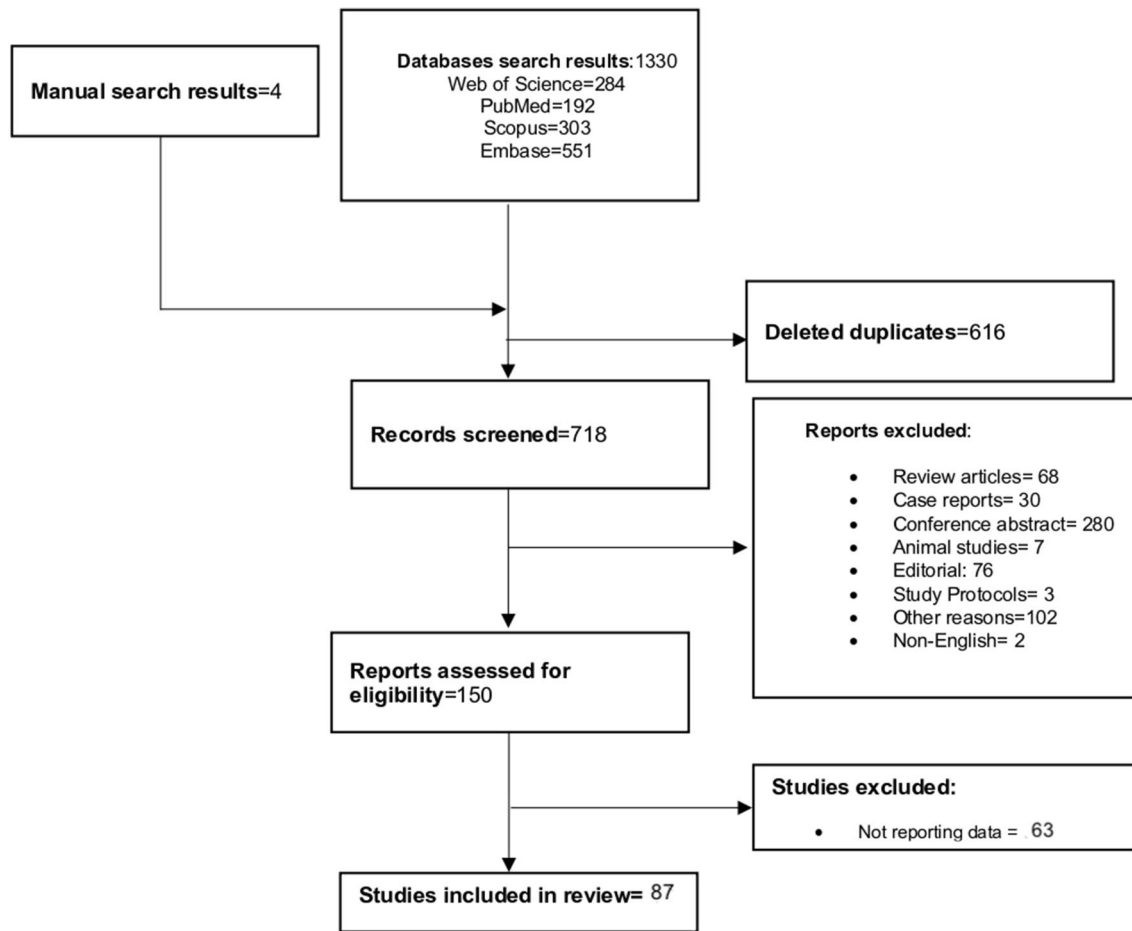 Manual search results=4
Databases search results:1330
Web of Science=284
PubMed=192
Scopus=303
Embase=551
Deleted duplicates=616
Records screened=718
Reports excluded:
• Review articles= 68
• Case reports= 30
• Conference abstract= 280
• Animal studies= 7
• Editorial: 76
• Study Protocols= 3
• Other reasons=102
• Non-English= 2
Reports assessed for
eligibility=150
Studies excluded:
• Not reporting data = 63
Studies included in review= 87